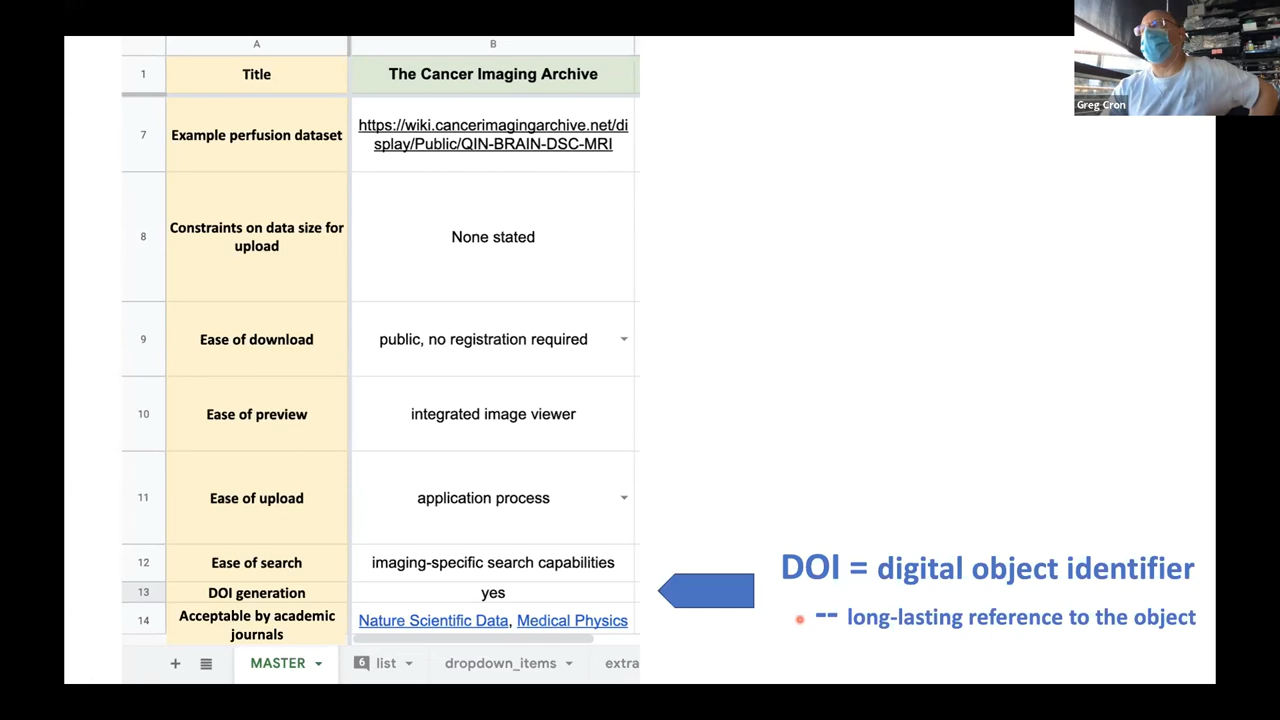 A B
1 Title The Cancer Imaging Archive
7 Example perfusion dataset https://wiki.cancerimagingarchive.net/di
splay/Public/QIN-BRAIN-DSC-MRI
8 Constraints on data size for
upload None stated
9 Ease of download public, no registration required
10 Ease of preview integrated image viewer
11 Ease of upload application process
12 Ease of search imaging-specific search capabilities
13 DOI generation yes
14 Acceptable by academic
journals Nature Scientific Data, Medical Physics
+ MASTER 6 list dropdown_items extra
DOI = digital object identifier
-- long-lasting reference to the object
Greg Cron